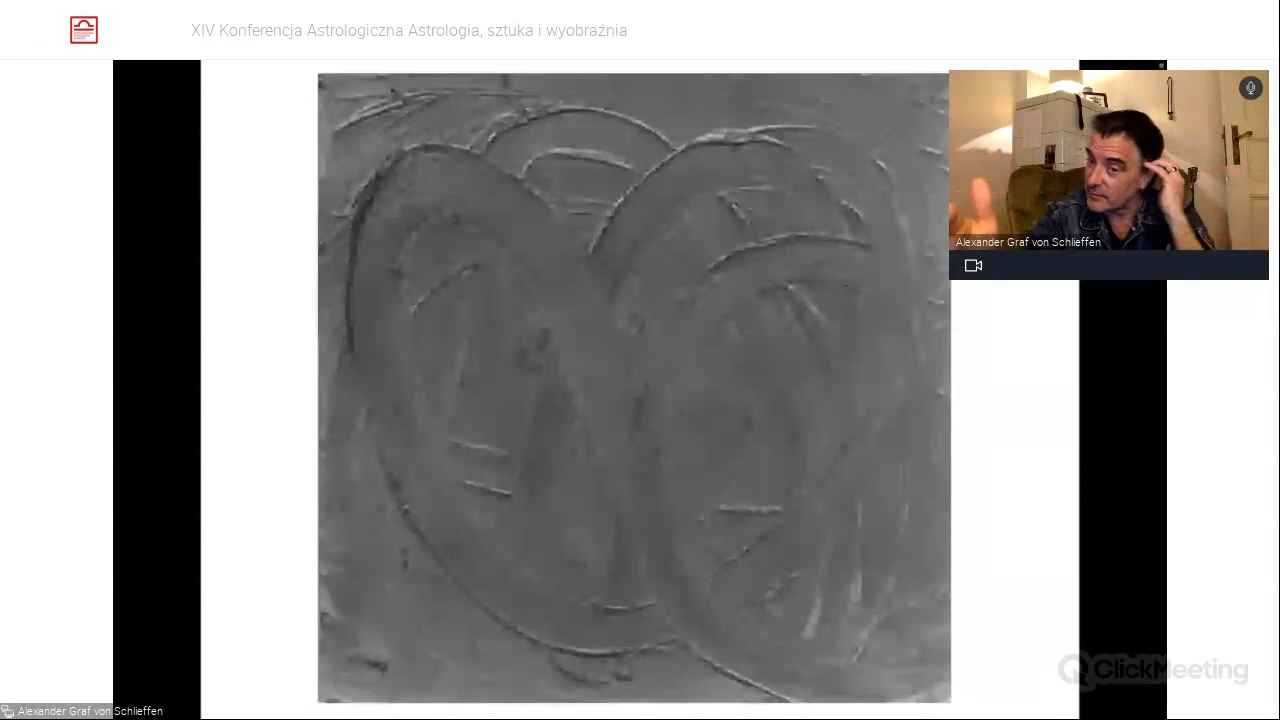 XIV Konferencja Astrologiczna Astrologia, sztuka i wyobraźnia
Alexander Graf von Schlieffen
ClickMeeting
Alexander Graf von Schlieffen